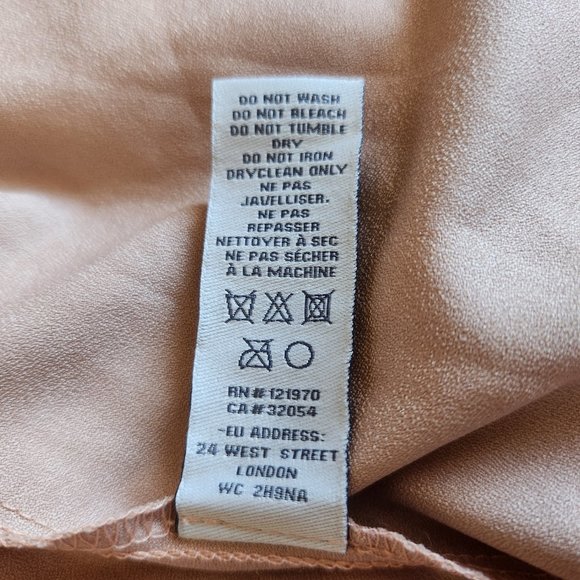 DO NOT WASH
DO NOT BLEACH
DO NOT TUMBLE
DRY
DO NOT IRON
DRYCLEAN ONLY
NE PAS
JAVELLISER.
NE PAS
REPASSER
NETTOYER À SEC
NE PAS SÉCHER
À LA MACHINE
RN# 121970
CA# 32054
-EU ADDRESS:
24 WEST STREET
LONDON
WC 2H9NA